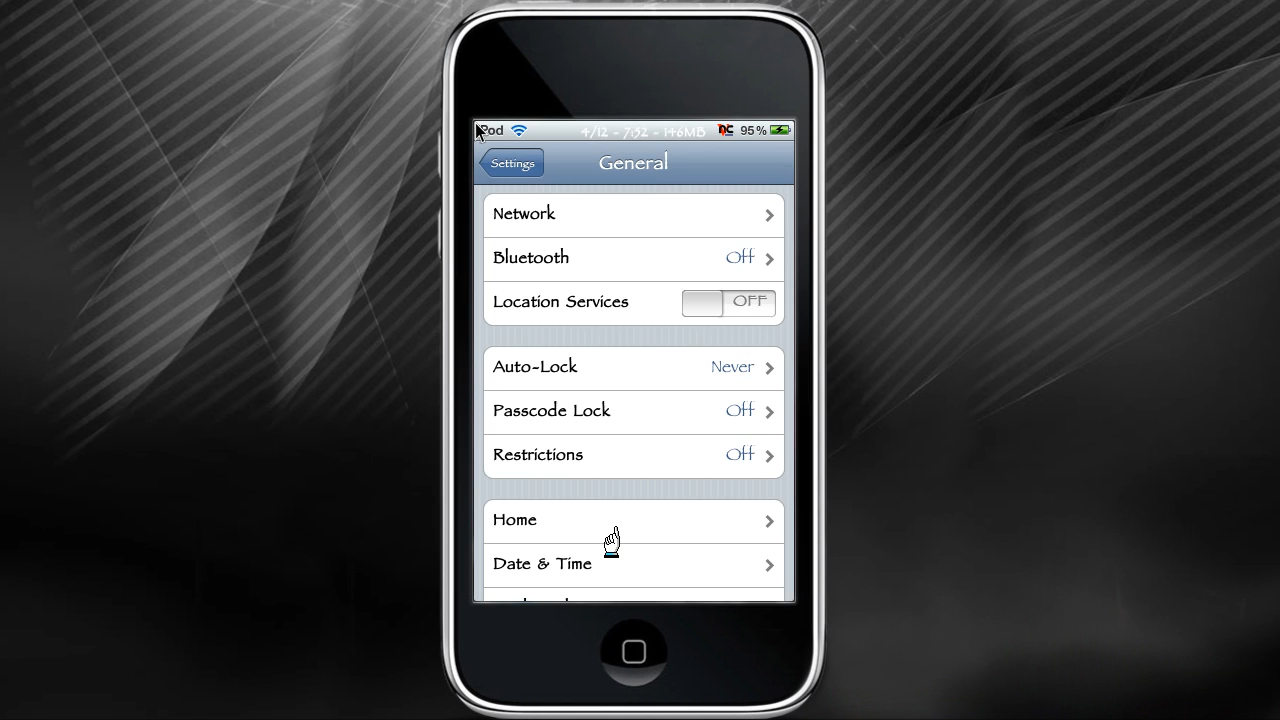 iPod 4/12 - 7:32 - 146MB 95%
Settings General
Network
Bluetooth Off
Location Services OFF
Auto-Lock Never
Passcode Lock Off
Restrictions Off
Home
Date & Time